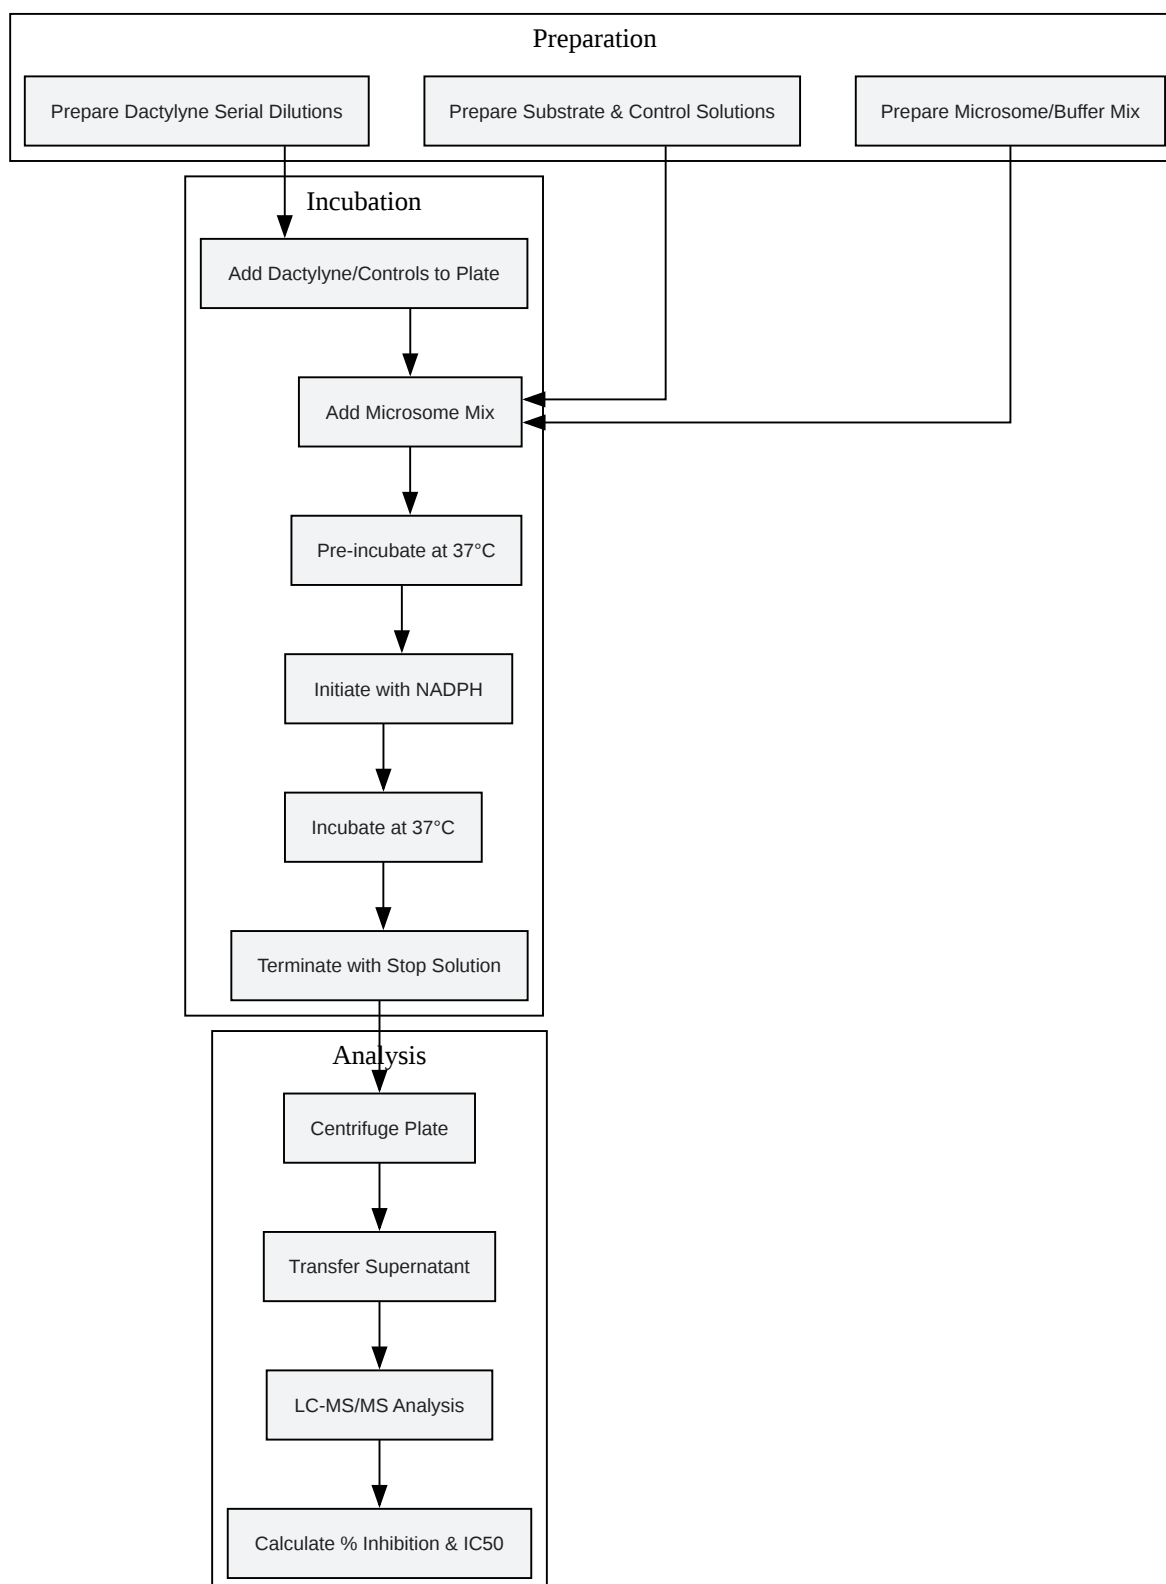 Preparation
Prepare Dactylyne Serial Dilutions
Prepare Substrate & Control Solutions
Prepare Microsome/Buffer Mix
Incubation
Add Dactylyne/Controls to Plate
Add Microsome Mix
Pre-incubate at 37°C
Initiate with NADPH
Incubate at 37°C
Terminate with Stop Solution
Analysis
Centrifuge Plate
Transfer Supernatant
LC-MS/MS Analysis
Calculate % Inhibition & IC50